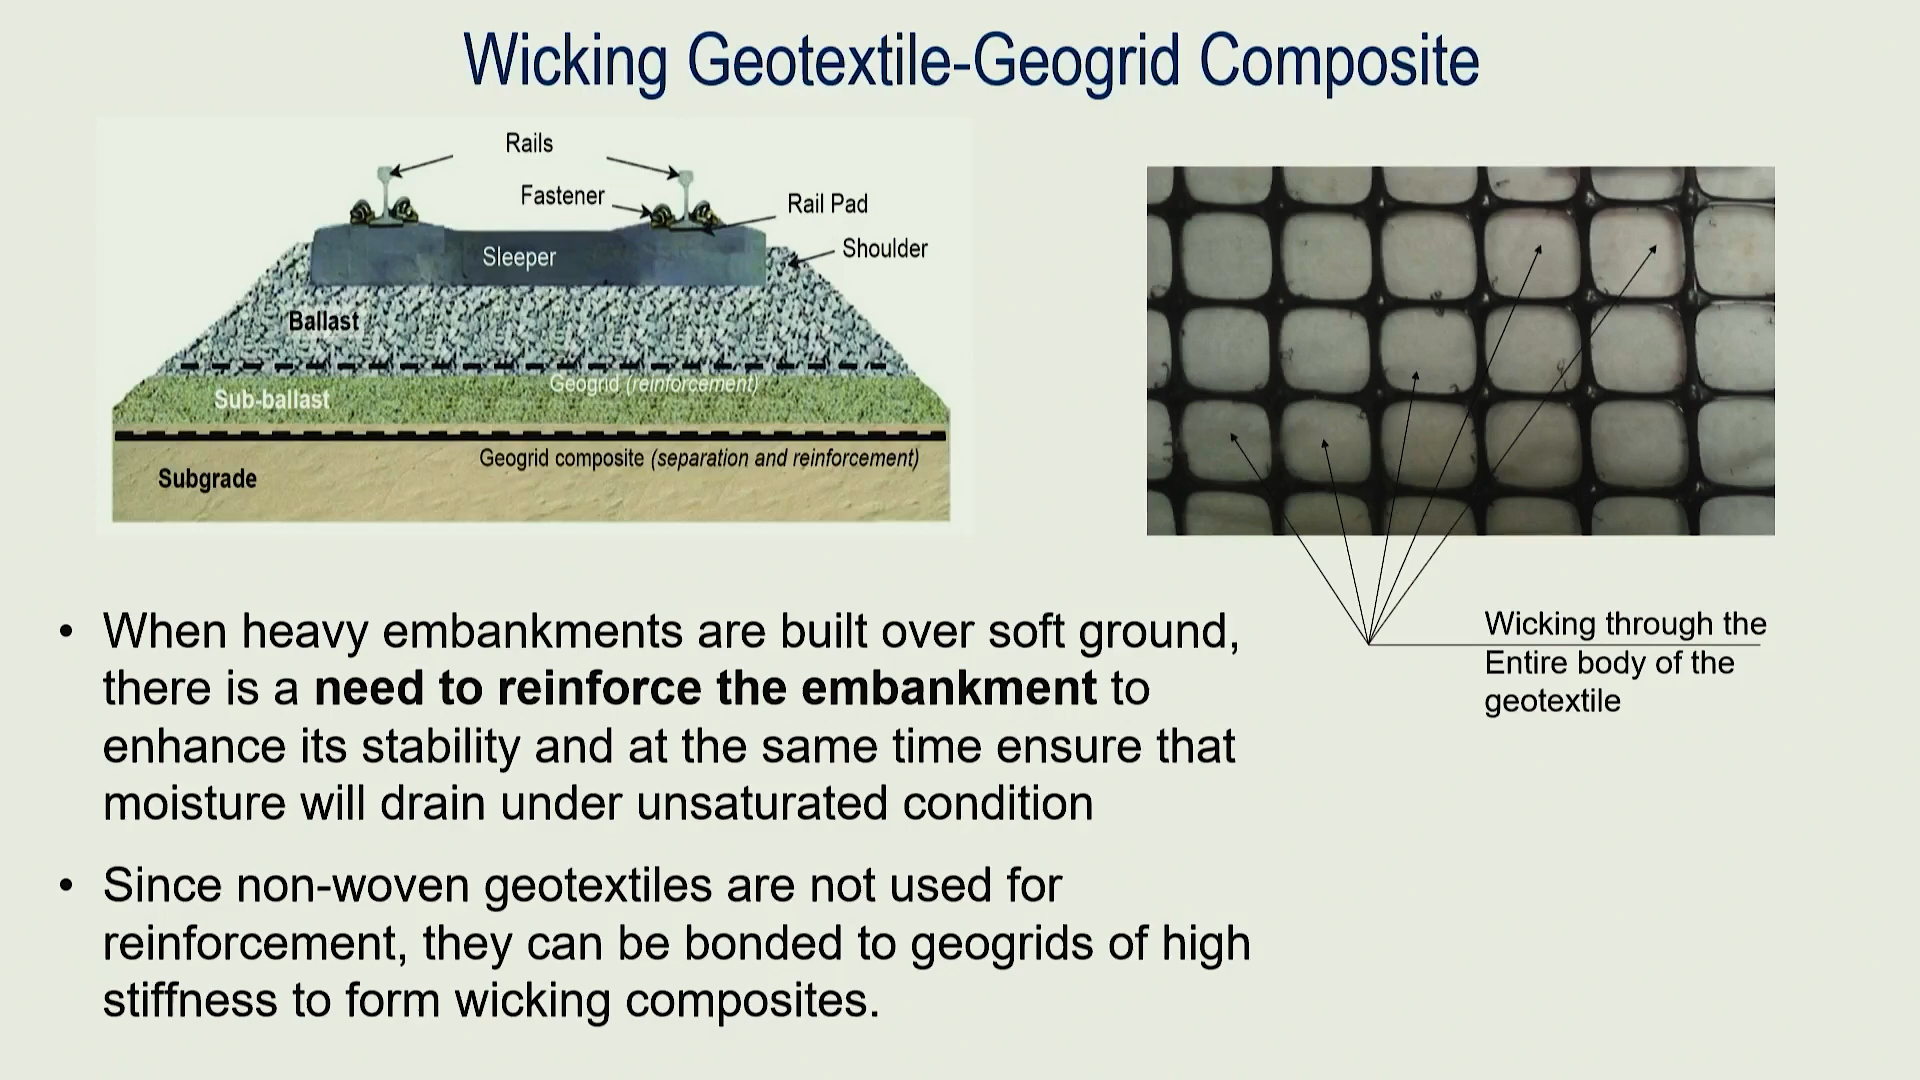 Wicking Geotextile-Geogrid Composite
Rails
Fastener
Rail Pad
Shoulder
Sleeper
Ballast
Geogrid (reinforcement)
Sub-ballast
Geogrid composite (separation and reinforcement)
Subgrade
Wicking through the
Entire body of the
geotextile
• When heavy embankments are built over soft ground,
there is a need to reinforce the embankment to
enhance its stability and at the same time ensure that
moisture will drain under unsaturated condition
• Since non-woven geotextiles are not used for
reinforcement, they can be bonded to geogrids of high
stiffness to form wicking composites.